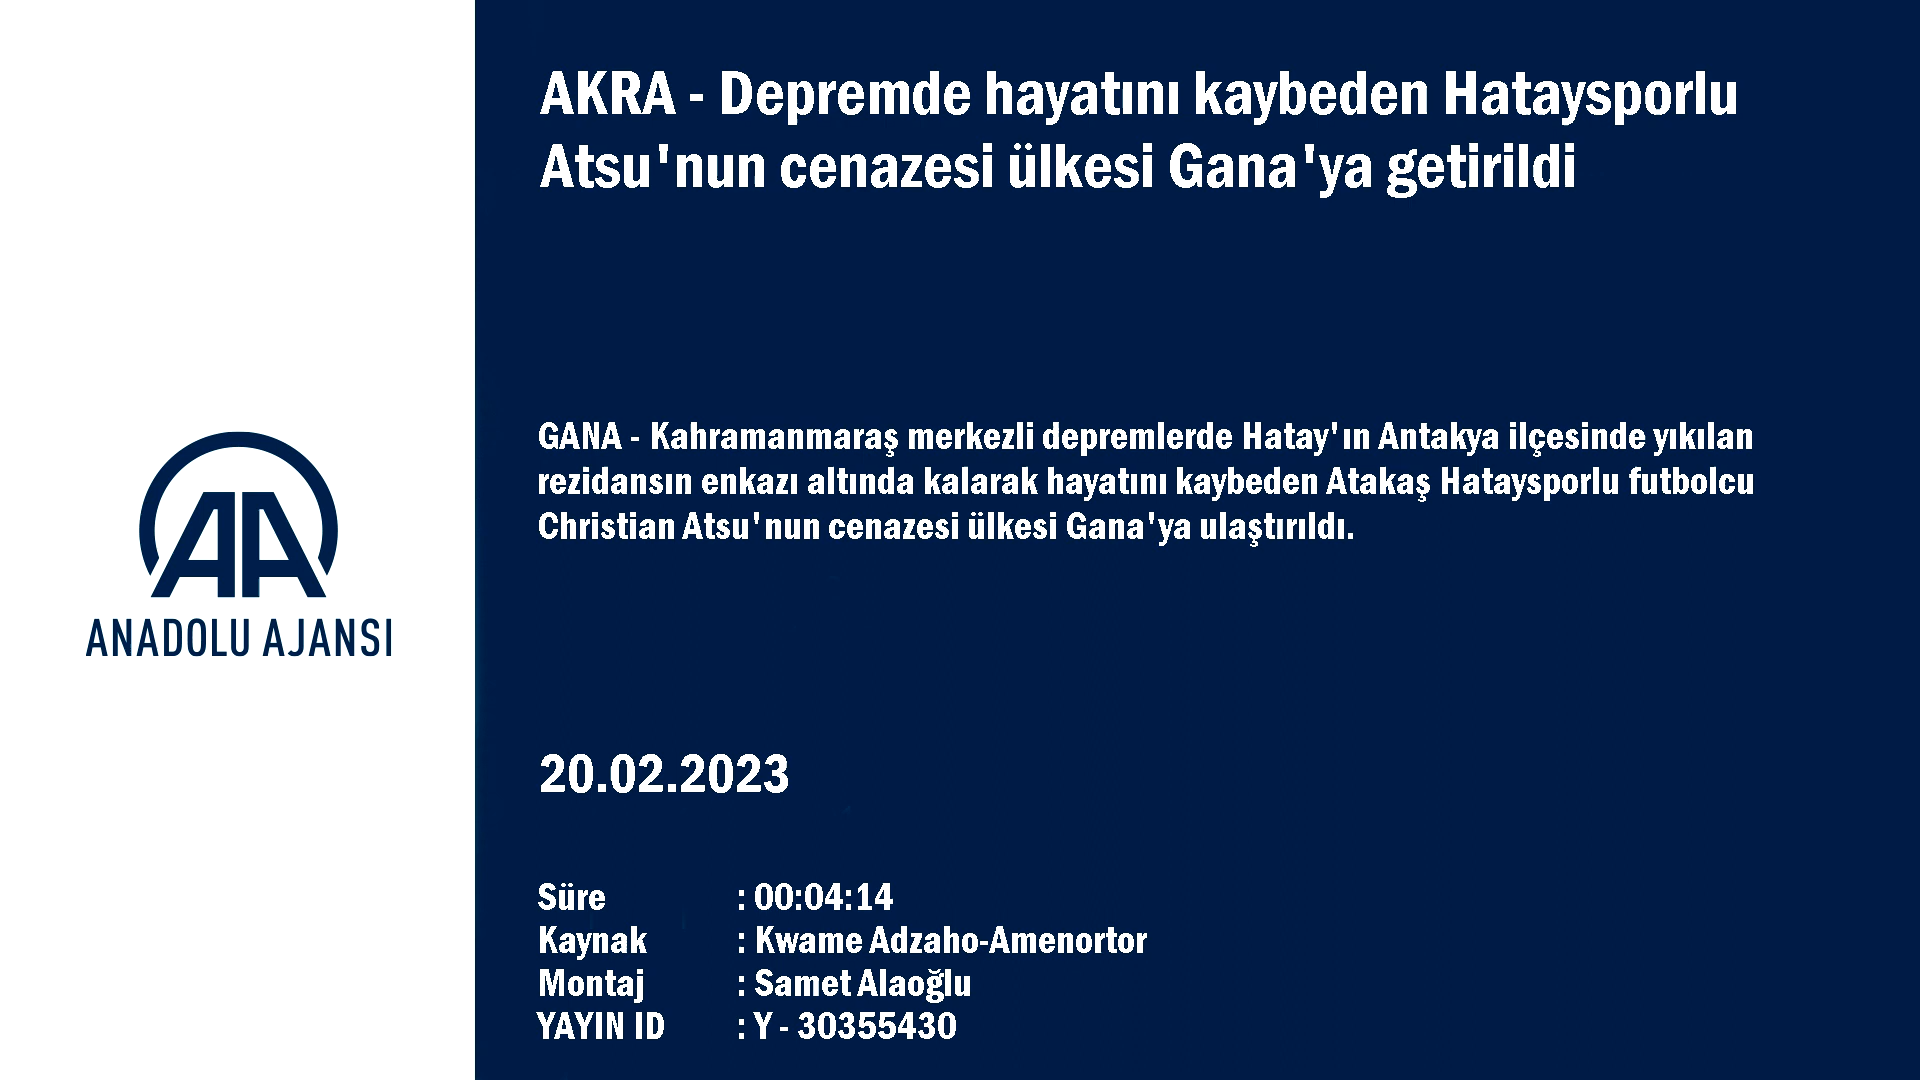 AKRA - Depremde hayatını kaybeden Hataysporlu
Atsu'nun cenazesi ülkesi Gana'ya getirildi
GANA - Kahramanmaraş merkezli depremlerde Hatay'ın Antakya ilçesinde yıkılan
rezidansın enkazı altında kalarak hayatını kaybeden Atakaş Hataysporlu futbolcu
Christian Atsu'nun cenazesi ülkesi Gana'ya ulaştırıldı.
AA
ANADOLU AJANSI
20.02.2023
Süre : 00:04:14
Kaynak : Kwame Adzaho-Amenortor
Montaj : Samet Alaoğlu
YAYIN ID : Y - 30355430